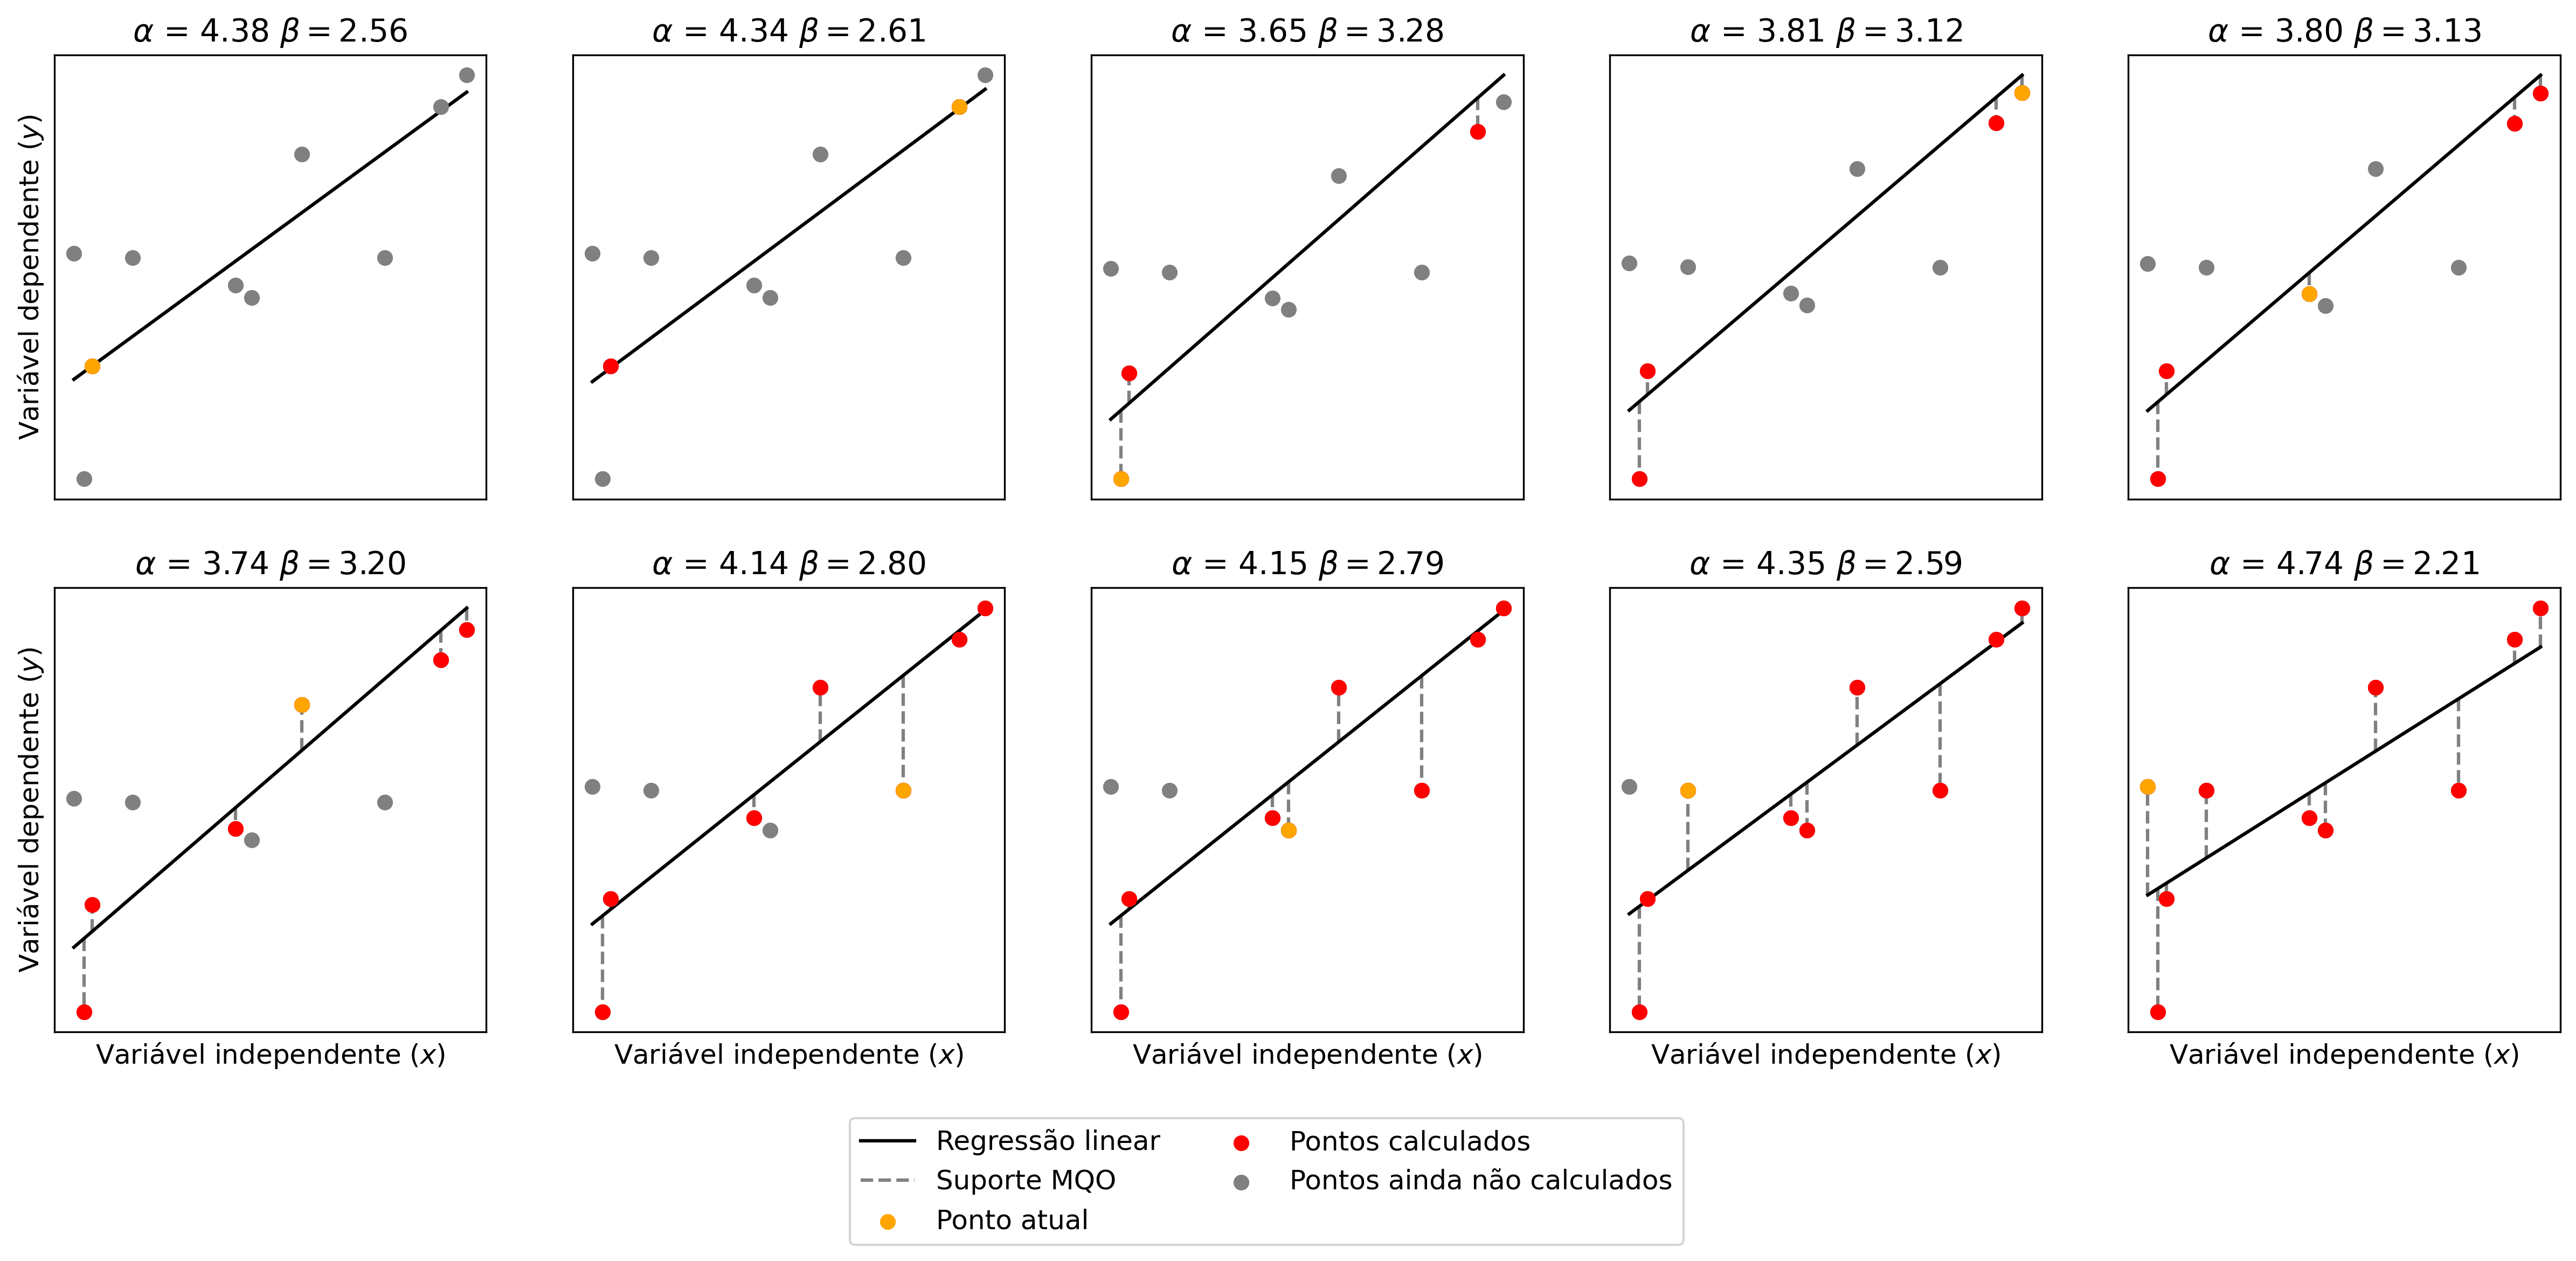 α = 4.38 β = 2.56
α = 4.34 β = 2.61
α = 3.65 β = 3.28
α = 3.81 β = 3.12
α = 3.80 β = 3.13
Variável dependente (y)
α = 3.74 β = 3.20
α = 4.14 β = 2.80
α = 4.15 β = 2.79
α = 4.35 β = 2.59
α = 4.74 β = 2.21
Variável dependente (y)
Variável independente (x)
Variável independente (x)
Variável independente (x)
Variável independente (x)
Variável independente (x)
Regressão linear
Suporte MQO
Ponto atual
Pontos calculados
Pontos ainda não calculados